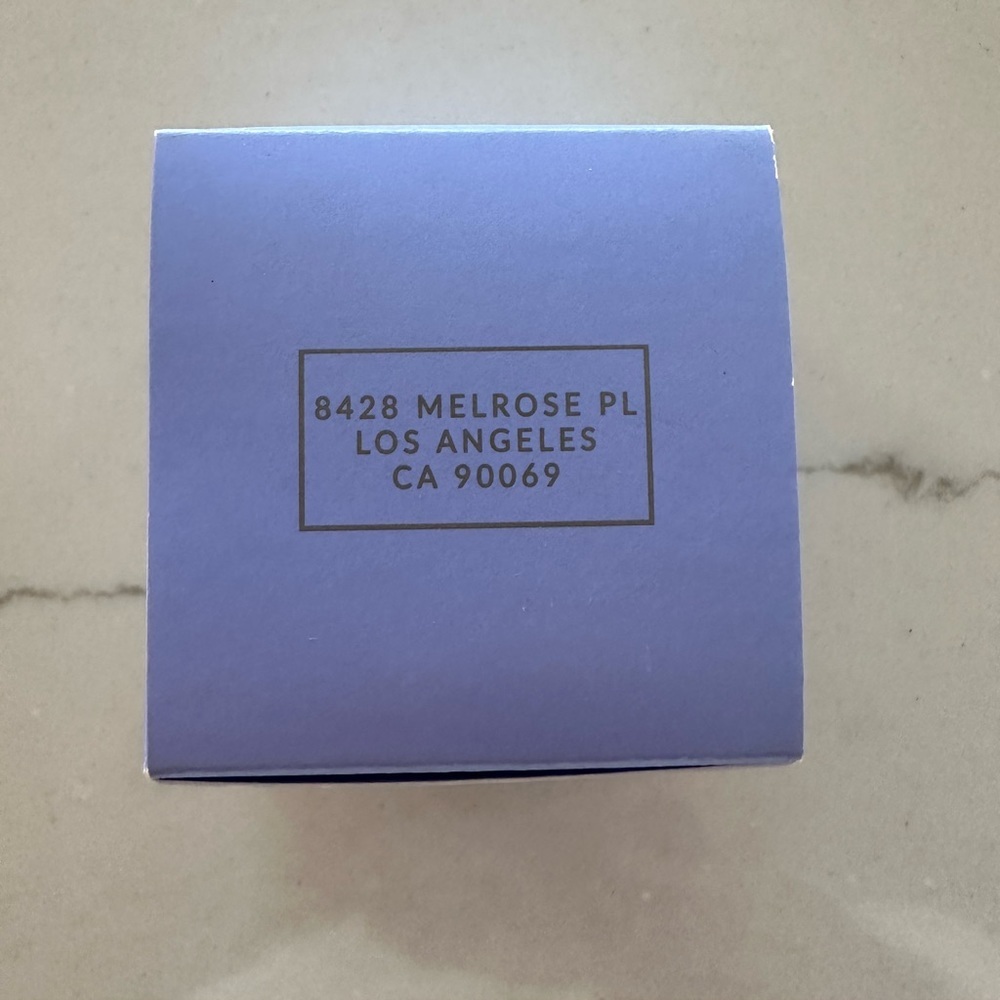 8428 MELROSE PL
LOS ANGELES
CA 90069